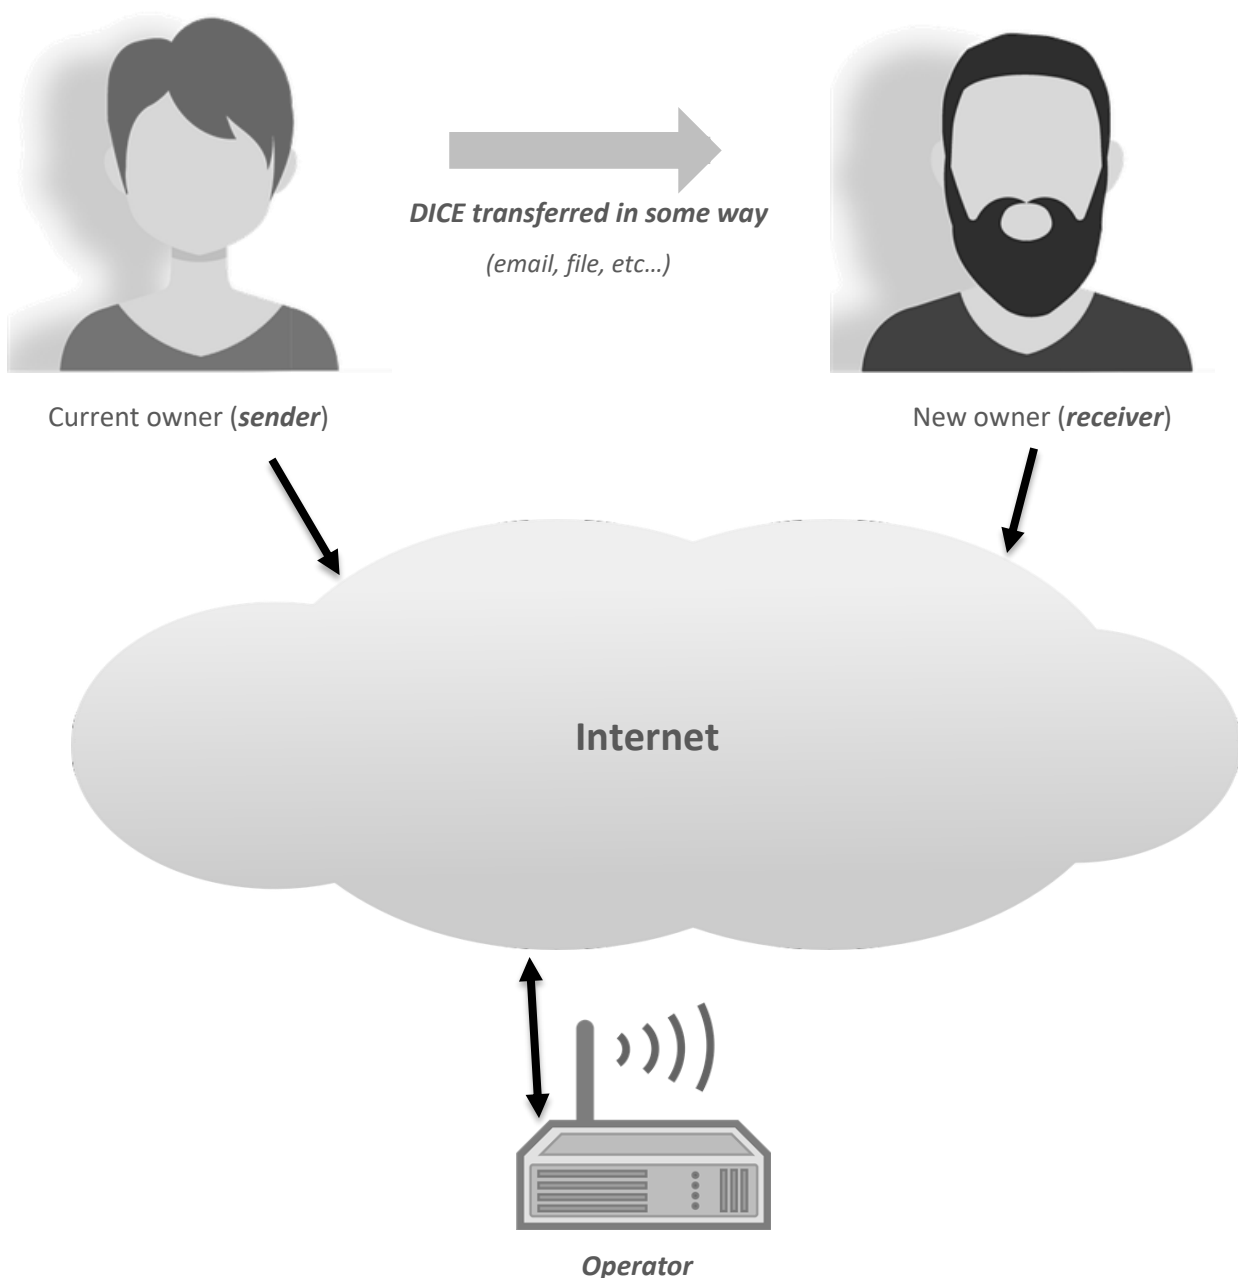 DICE transferred in some way
(email, file, etc…)
Current owner (sender)
New owner (receiver)
Internet
Operator